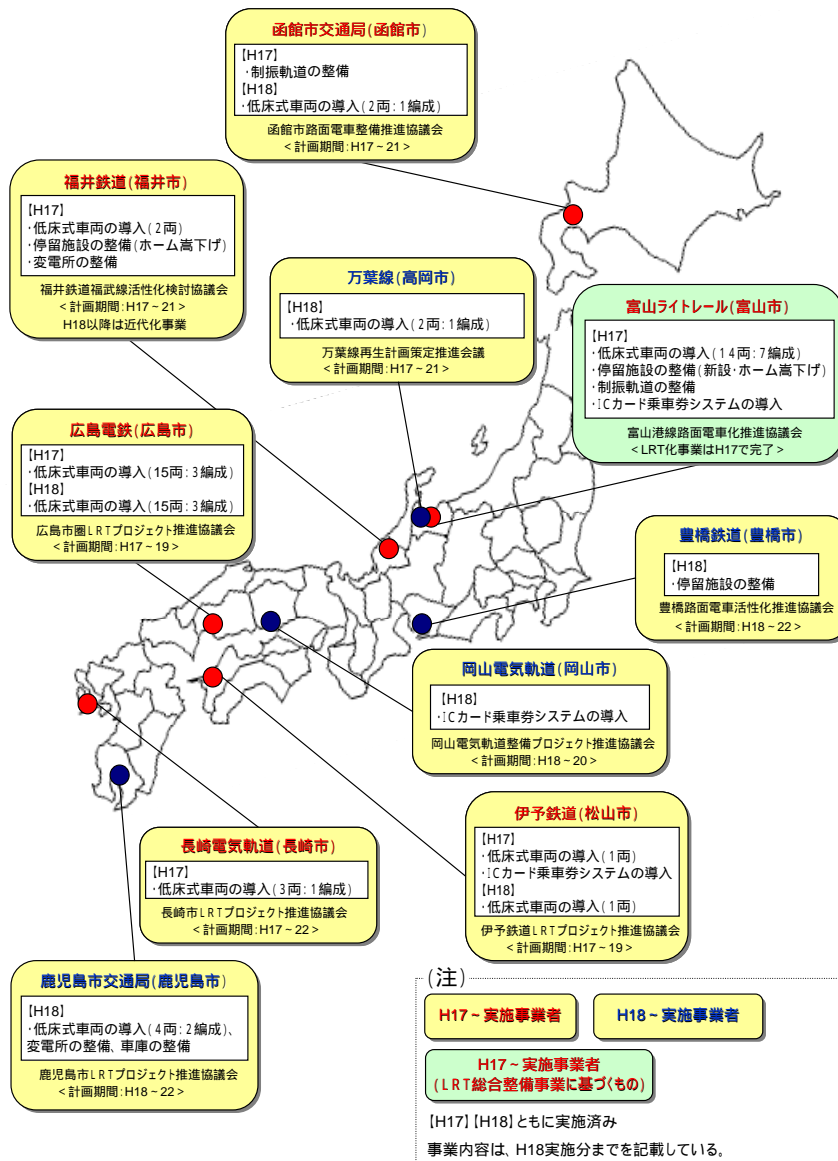 函館市交通局(函館市)
【H17】
・制振軌道の整備
【H18】
・低床式車両の導入(2両:1編成)
函館市路面電車整備推進協議会
<計画期間:H17~21>
福井鉄道(福井市)
【H17】
・低床式車両の導入(2両)
・停留施設の整備(ホーム嵩下げ)
・変電所の整備
福井鉄道福武線活性化検討協議会
<計画期間:H17~21>
H18以降は近代化事業
万葉線(高岡市)
【H18】
・低床式車両の導入(2両:1編成)
万葉線再生計画策定推進会議
<計画期間:H17~21>
富山ライトレール(富山市)
【H17】
・低床式車両の導入(14両:7編成)
・停留施設の整備(新設・ホーム嵩下げ)
・制振軌道の整備
・ICカード乗車券システムの導入
富山港線路面電車化推進協議会
<LRT化事業はH17で完了>
広島電鉄(広島市)
【H17】
・低床式車両の導入(15両:3編成)
【H18】
・低床式車両の導入(15両:3編成)
広島市圏LRTプロジェクト推進協議会
<計画期間:H17~19>
豊橋鉄道(豊橋市)
【H18】
・停留施設の整備
豊橋路面電車活性化推進協議会
<計画期間:H18~22>
岡山電気軌道(岡山市)
【H18】
・ICカード乗車券システムの導入
岡山電気軌道整備プロジェクト推進協議会
<計画期間:H18~20>
伊予鉄道(松山市)
【H17】
・低床式車両の導入(1両)
・ICカード乗車券システムの導入
【H18】
・低床式車両の導入(1両)
伊予鉄道LRTプロジェクト推進協議会
<計画期間:H17~19>
長崎電気軌道(長崎市)
【H17】
・低床式車両の導入(3両:1編成)
長崎市LRTプロジェクト推進協議会
<計画期間:H17~22>
鹿児島市交通局(鹿児島市)
【H18】
・低床式車両の導入(4両:2編成)、
変電所の整備、車庫の整備
鹿児島市LRTプロジェクト推進協議会
<計画期間:H18~22>
(注)
H17~実施事業者
H18~実施事業者
H17~実施事業者
(LRT総合整備事業に基づくもの)
【H17】【H18】ともに実施済み
事業内容は、H18実施分までを記載している。